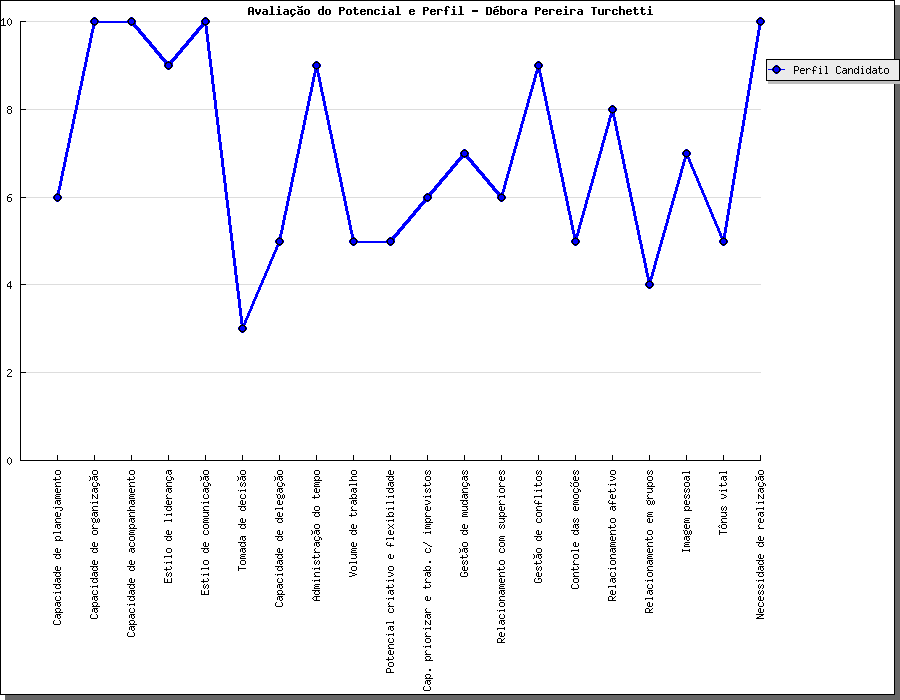 Avaliação do Potencial e Perfil - Débora Pereira Turchetti
10
8
6
4
2
0
Perfil Candidato
Capacidade de planejamento
Capacidade de organização
Capacidade de acompanhamento
Estilo de liderança
Estilo de comunicação
Tomada de decisão
Capacidade de delegação
Administração do tempo
Volume de trabalho
Potencial criativo e flexibilidade
Cap. priorizar e trab. c/ imprevistos
Gestão de mudanças
Relacionamento com superiores
Gestão de conflitos
Controle das emoções
Relacionamento afetivo
Relacionamento em grupos
Imagem pessoal
Tônus vital
Necessidade de realização